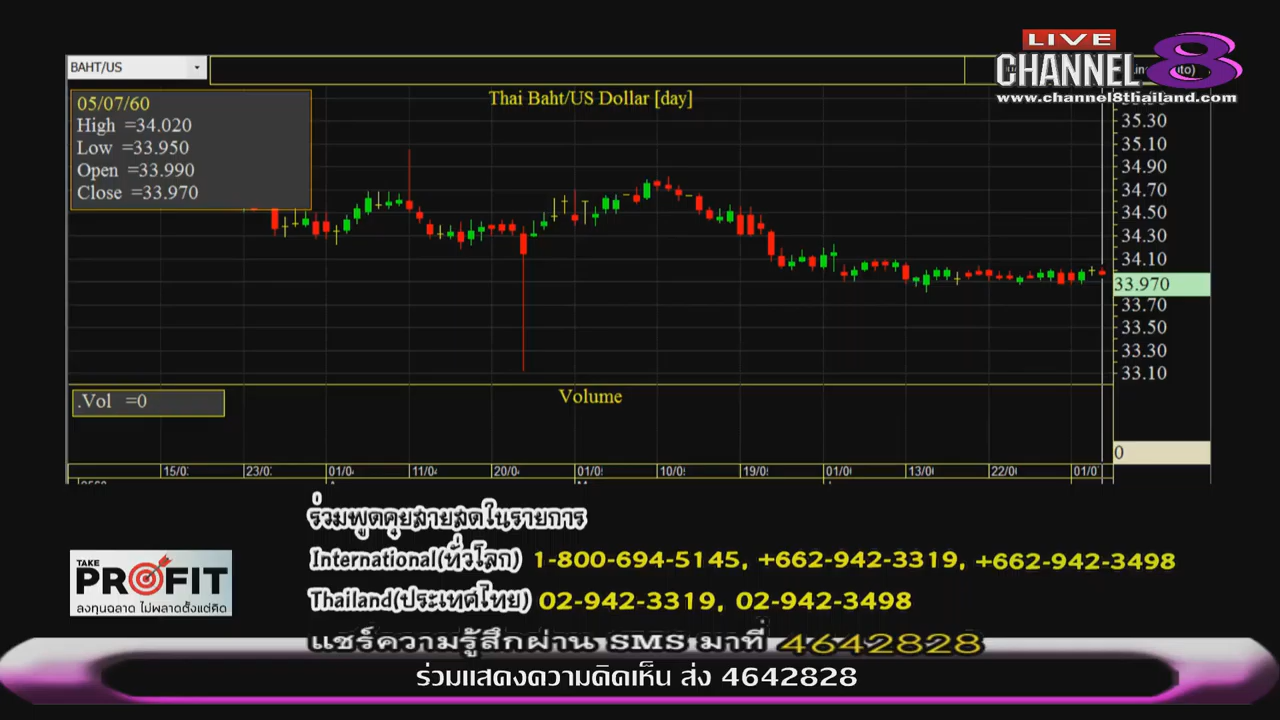 LIVE
CHANNEL 8
www.channel8thailand.com
BAHT/US
Thai Baht/US Dollar [day]
05/07/60
High =34.020
Low =33.950
Open =33.990
Close =33.970
35.30
35.10
34.90
34.70
34.50
34.30
34.10
33.970
33.70
33.50
33.30
33.10
.Vol =0
Volume
0
15/0
23/0
01/0
11/0
20/0
01/0
10/0
19/0
01/0
13/0
22/0
01/0
ร่วมพูดคุยสายสดในรายการ
International(ทั่วโลก) 1-800-694-5145, +662-942-3319, +662-942-3498
Thailand(ประเทศไทย) 02-942-3319, 02-942-3498
แชร์ความรู้สึกผ่าน SMS มาที่ 4642828
TAKE
PROFIT
ลงทุนฉลาด ไม่พลาดตั้งแต่คิด
ร่วมแสดงความคิดเห็น ส่ง 4642828